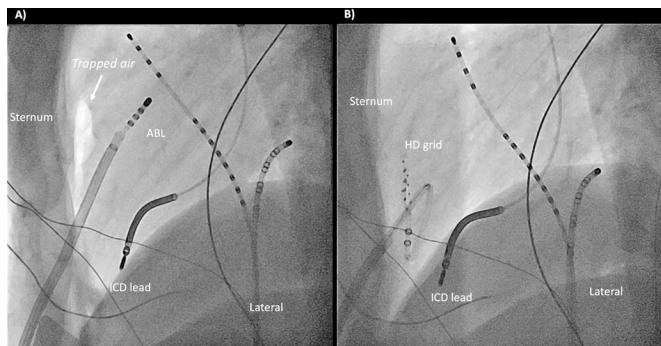 A)
Trapped air
Sternum
ABL
ICD lead
Lateral
B)
Sternum
HD grid
ICD lead
Lateral